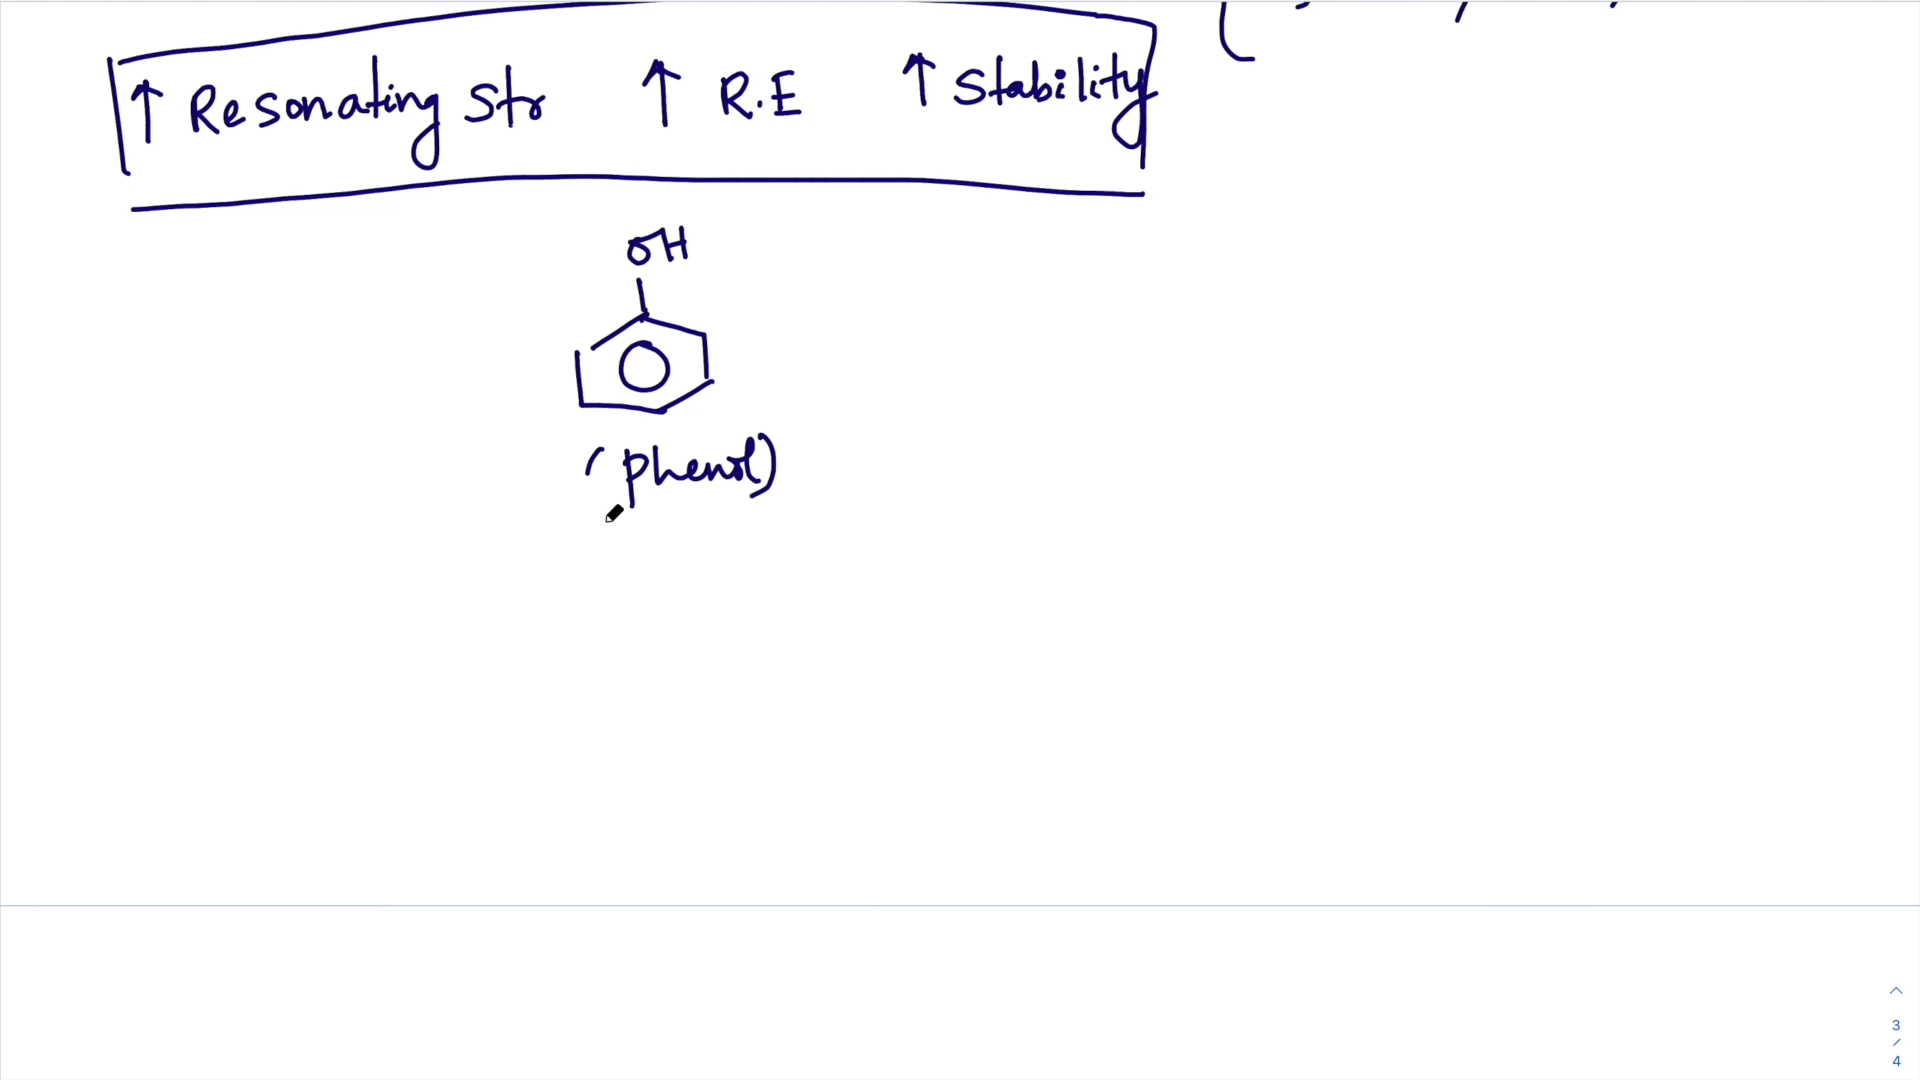 ↑ Resonating Str ↑ R.E ↑ Stability
OH
(phenol)
3
/
4